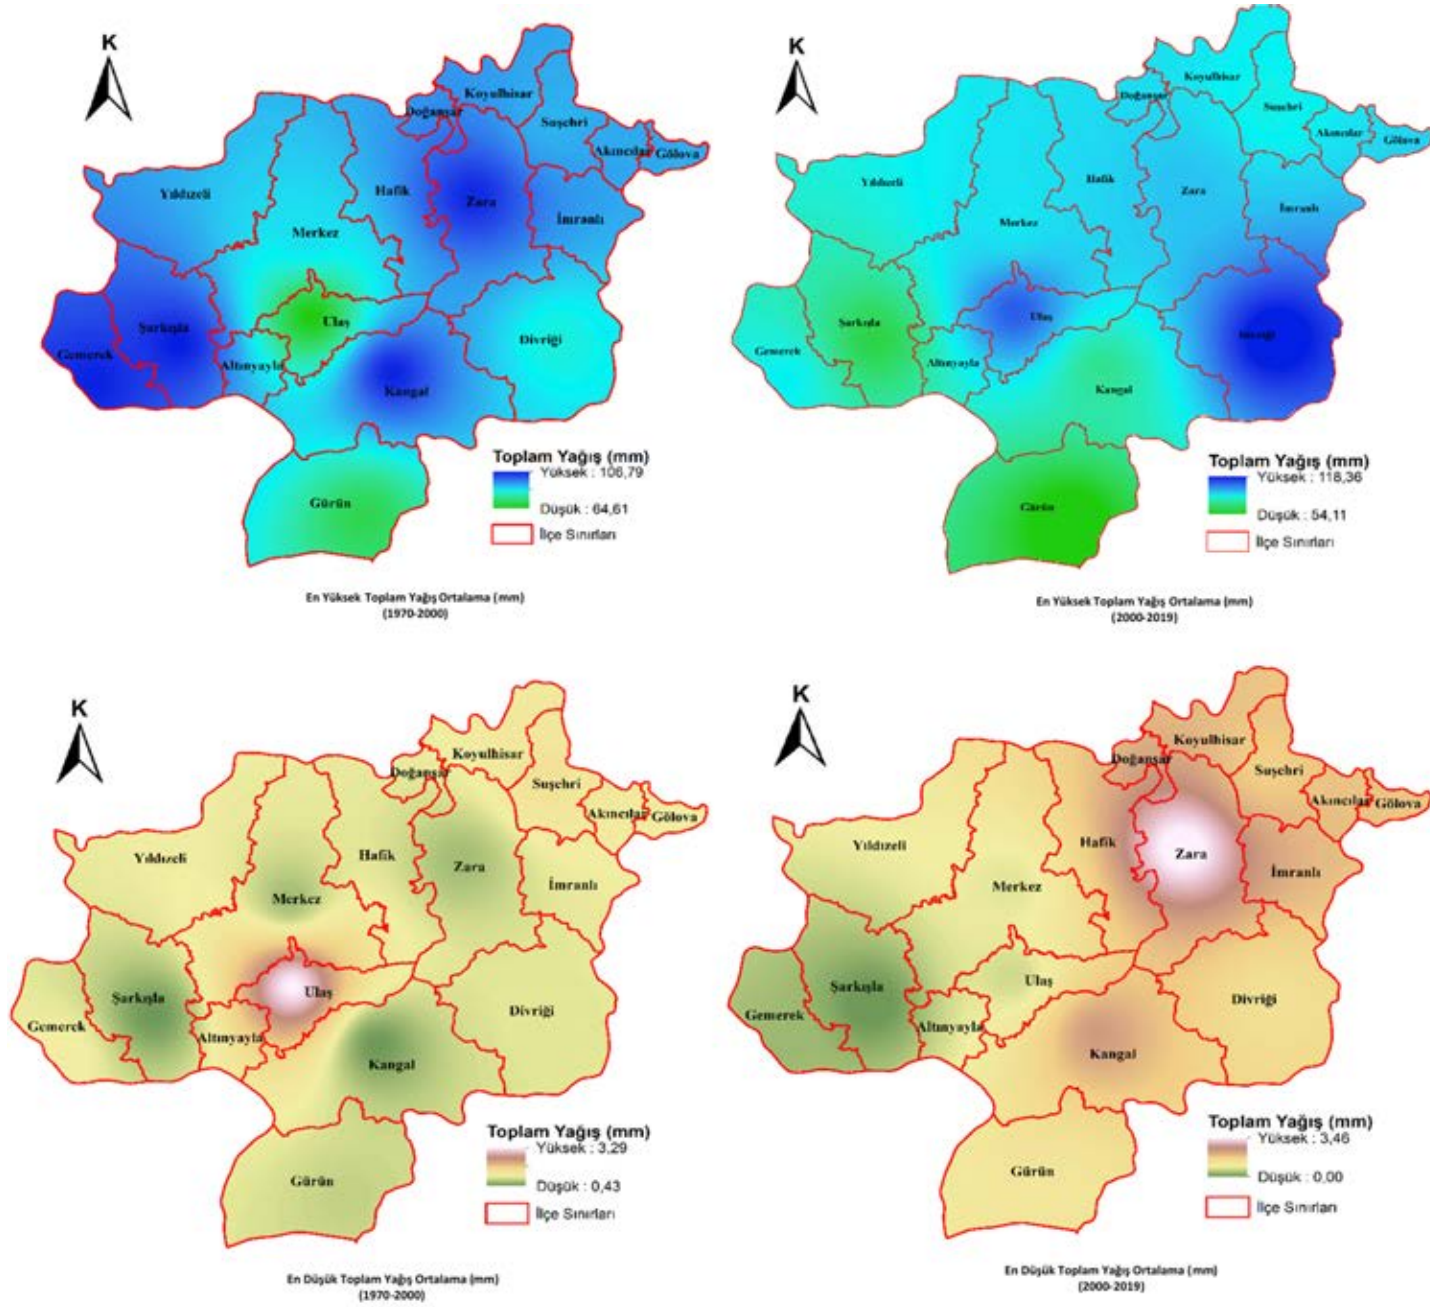 K
Koyulhisar
Doğanşar
Suşehri
Akıncılar
Gölova
Yıldızeli
Hafik
Zara
İmranlı
Merkez
Şarkışla
Ulaş
Divriği
Gemerek
Altınyayla
Kangal
Gürün
Toplam Yağış (mm)
Yüksek : 106,79
Düşük : 64,61
İlçe Sınırları
En Yüksek Toplam Yağış Ortalama (mm)
(1970-2000)
K
Koyulhisar
Doğanşar
Suşehri
Akıncılar
Gölova
Yıldızeli
Hafik
Zara
İmranlı
Merkez
Ulaş
Şarkışla
Divriği
Gemerek
Altınyayla
Kangal
Gürün
Toplam Yağış (mm)
Yüksek : 118,36
Düşük : 54,11
İlçe Sınırları
En Yüksek Toplam Yağış Ortalama (mm)
(2000-2019)
K
Koyulhisar
Doğanşar
Suşehri
Akıncılar
Gölova
Yıldızeli
Hafik
Zara
İmranlı
Merkez
Şarkışla
Ulaş
Divriği
Gemerek
Altınyayla
Kangal
Gürün
Toplam Yağış (mm)
Yüksek : 3,29
Düşük : 0,43
İlçe Sınırları
En Düşük Toplam Yağış Ortalama (mm)
(1970-2000)
K
Koyulhisar
Doğanşar
Suşehri
Akıncılar
Gölova
Yıldızeli
Hafik
Zara
İmranlı
Merkez
Şarkışla
Ulaş
Divriği
Gemerek
Altınyayla
Kangal
Gürün
Toplam Yağış (mm)
Yüksek : 3,46
Düşük : 0,00
İlçe Sınırları
En Düşük Toplam Yağış Ortalama (mm)
(2000-2019)